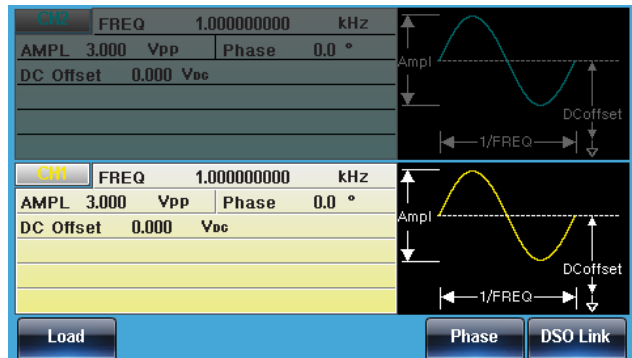 CH2 FREQ 1.000000000 kHz
AMPL 3.000 Vpp Phase 0.0 °
DC Offset 0.000 VDC
Ampl
DCoffset
1/FREQ
CH1 FREQ 1.000000000 kHz
AMPL 3.000 Vpp Phase 0.0 °
DC Offset 0.000 VDC
Ampl
DCoffset
1/FREQ
Load Phase DSO Link